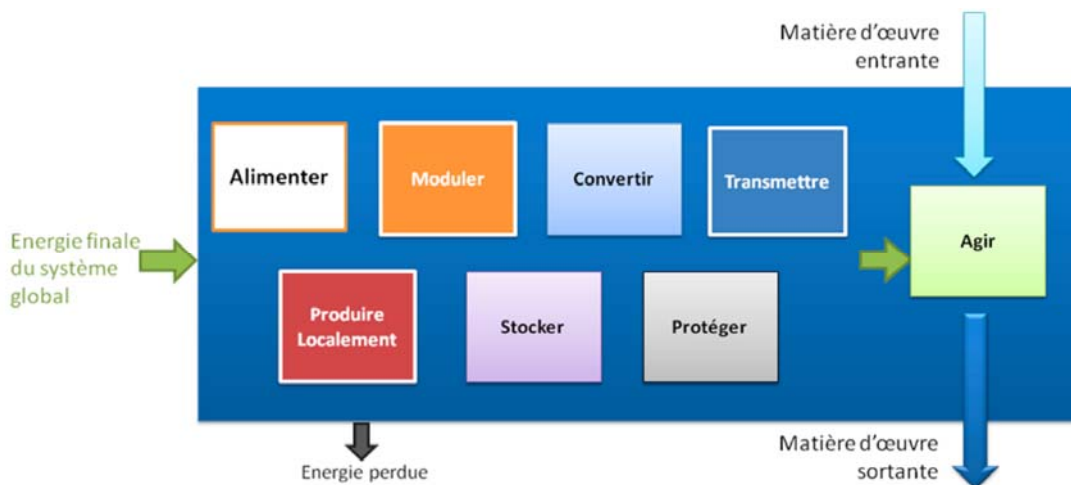 Matière d'œuvre
entrante
Alimenter
Moduler
Convertir
Transmettre
Energie finale
du système
global
Agir
Produire
Localement
Stocker
Protéger
Energie perdue
Matière d'œuvre
sortante